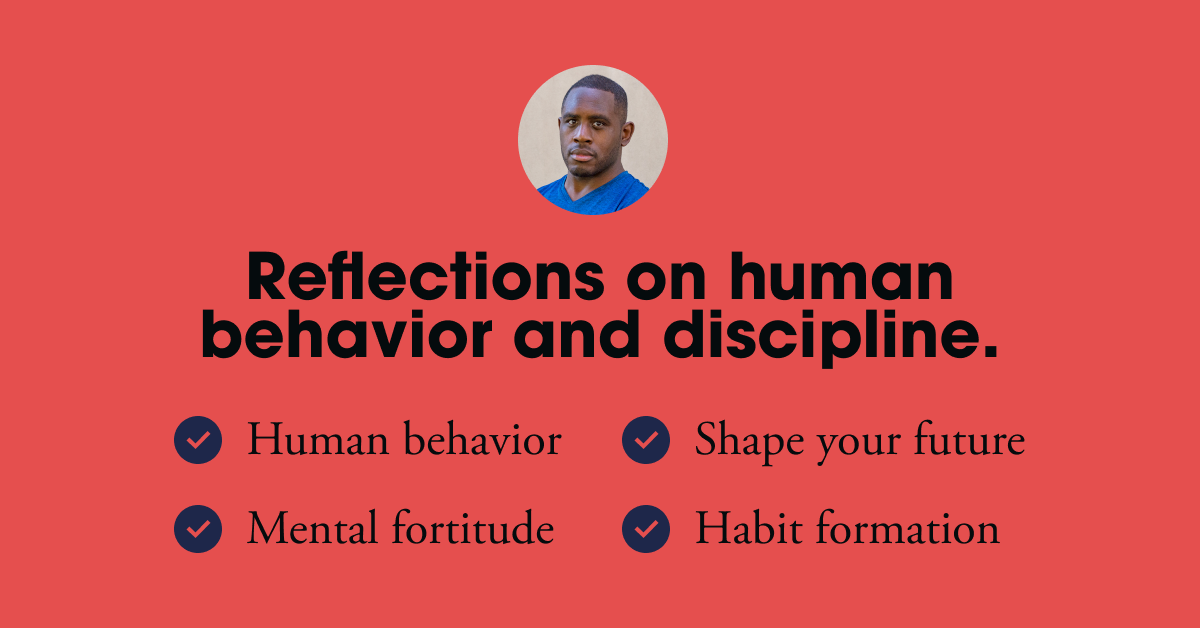 Reflections on human
behavior and discipline.
Human behavior
Shape your future
Mental fortitude
Habit formation